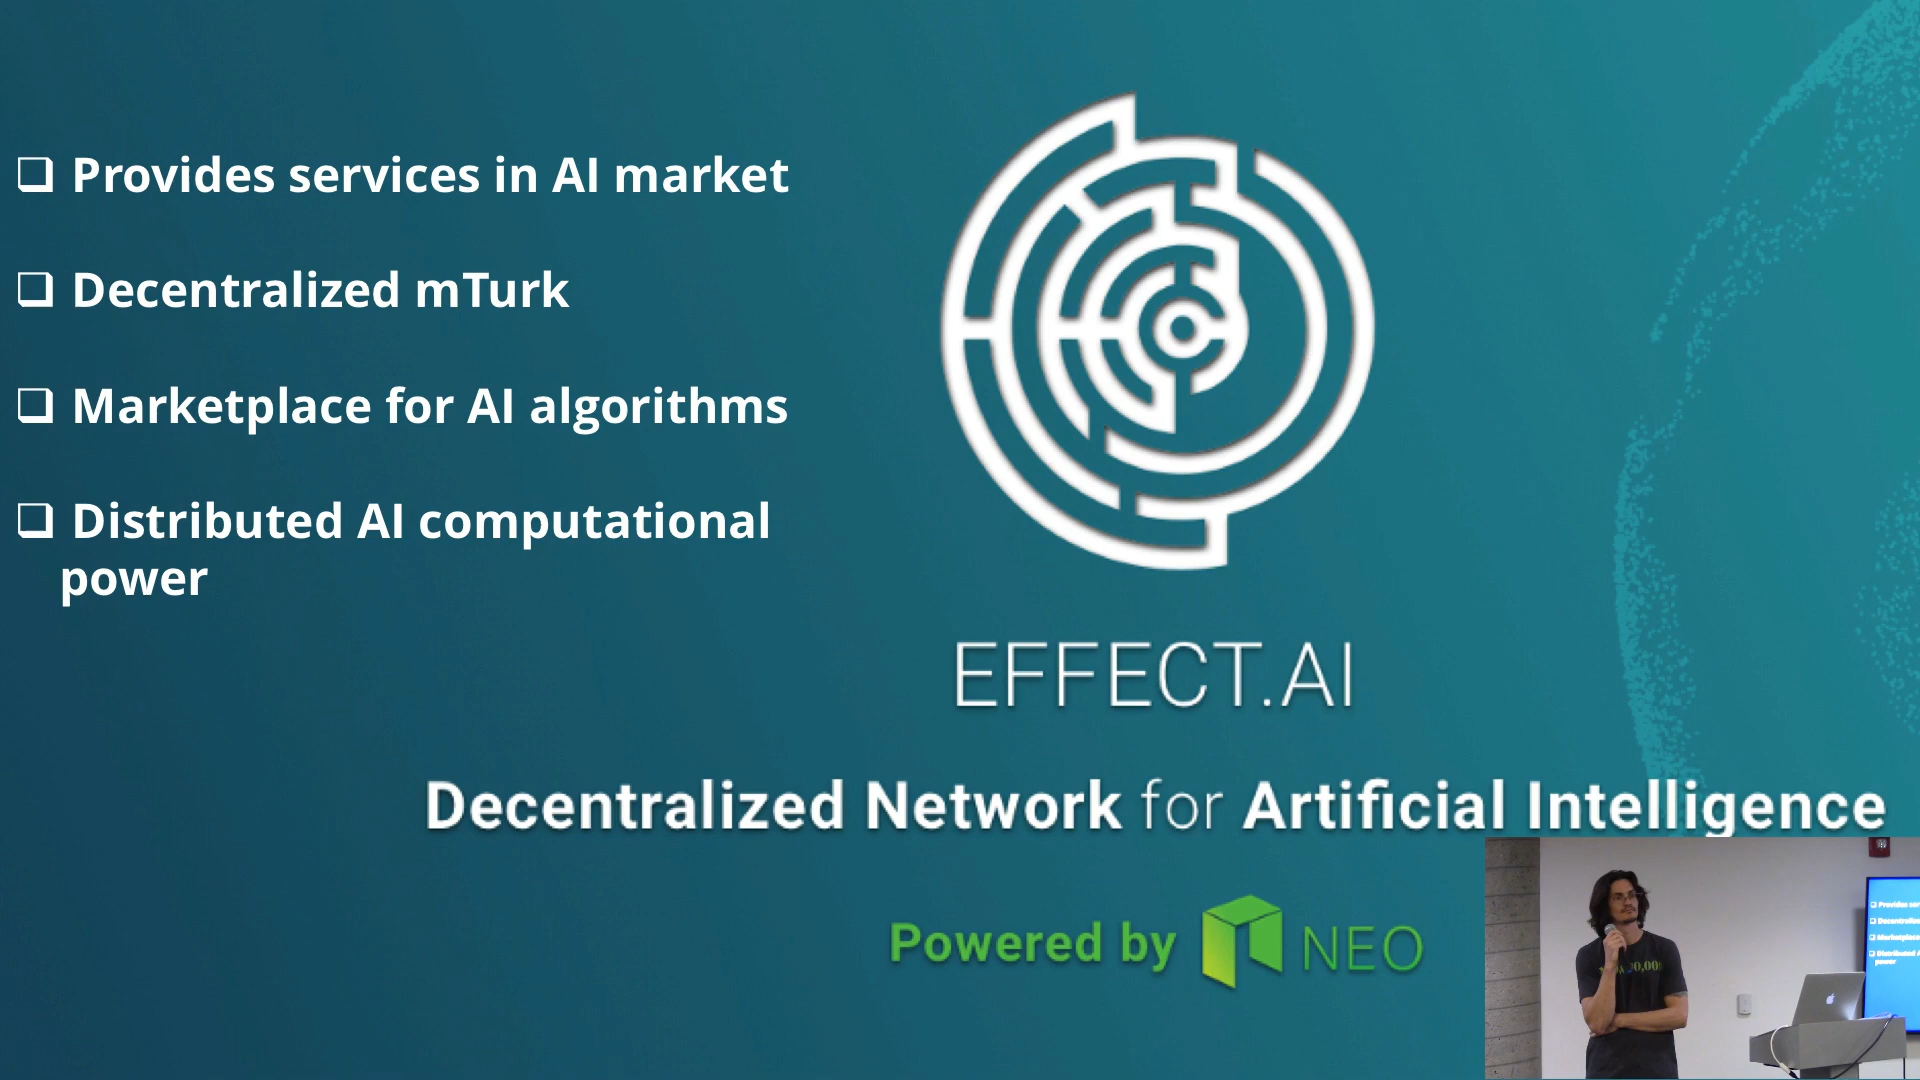 ❑ Provides services in AI market
❑ Decentralized mTurk
❑ Marketplace for AI algorithms
❑ Distributed AI computational
power
EFFECT.AI
Decentralized Network for Artificial Intelligence
Powered by NEO